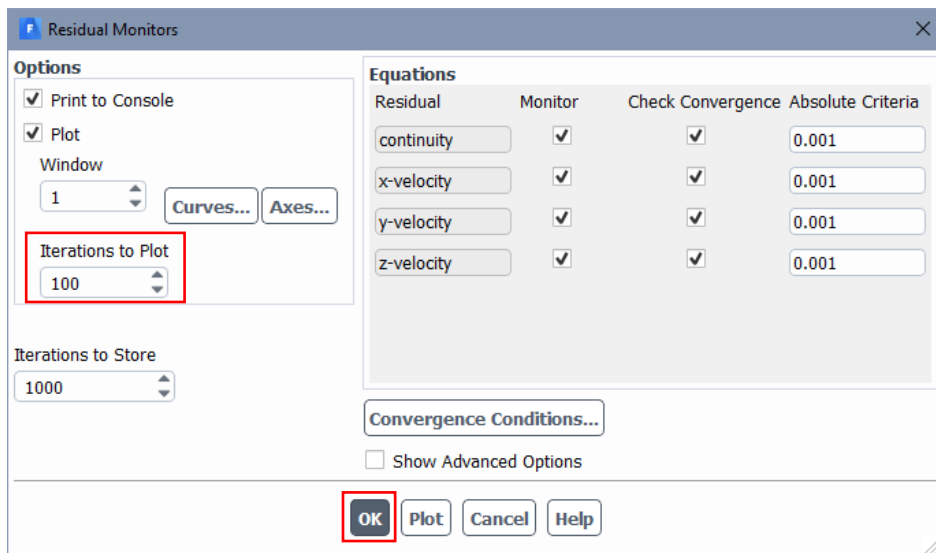 F Residual Monitors
Options
Print to Console
Plot
Window
1
Curves... Axes...
Iterations to Plot
100
Iterations to Store
1000
Equations
Residual Monitor Check Convergence Absolute Criteria
continuity 0.001
x-velocity 0.001
y-velocity 0.001
z-velocity 0.001
Convergence Conditions...
Show Advanced Options
OK Plot Cancel Help